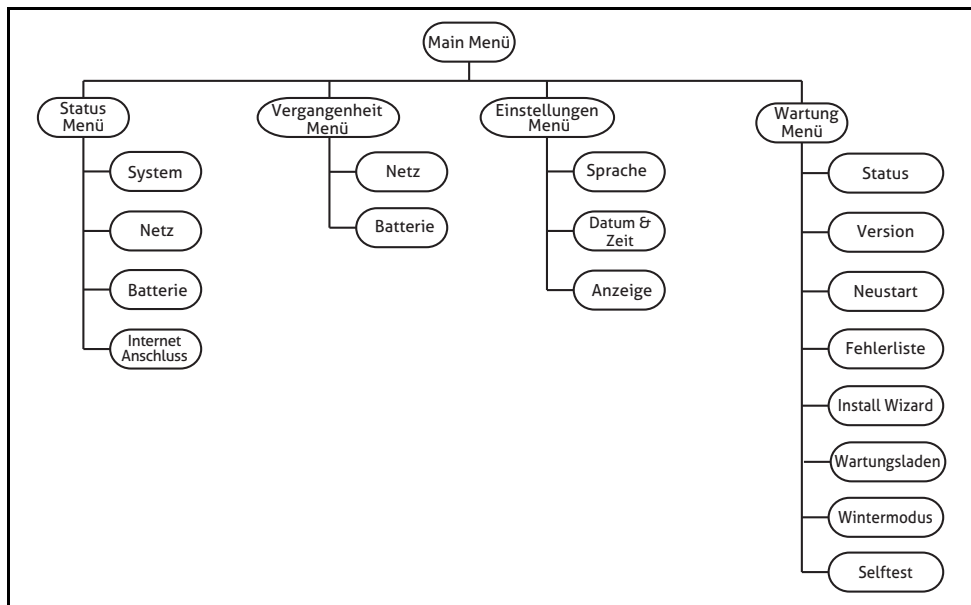 Main Menü
Status
Menü
System
Netz
Batterie
Internet
Anschluss
Vergangenheit
Menü
Netz
Batterie
Einstellungen
Menü
Sprache
Datum &
Zeit
Anzeige
Wartung
Menü
Status
Version
Neustart
Fehlerliste
Install Wizard
Wartungsladen
Wintermodus
Selftest